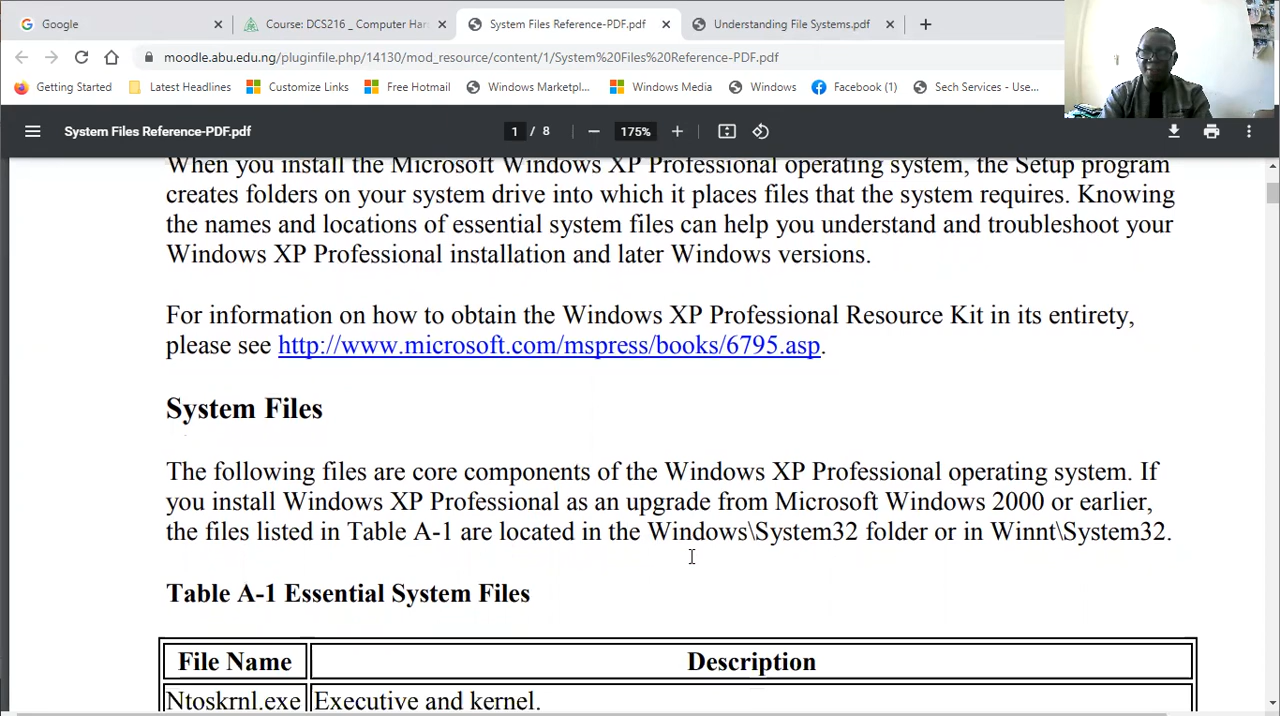 Google
Course: DCS216 _ Computer Har
System Files Reference-PDF.pdf
Understanding File Systems.pdf
moodle.abu.edu.ng/pluginfile.php/14130/mod_resource/content/1/System%20Files%20Reference-PDF.pdf
Getting Started
Latest Headlines
Customize Links
Free Hotmail
Windows Marketpl...
Windows Media
Windows
Facebook (1)
Sech Services - Use...
System Files Reference-PDF.pdf
1 / 8
175%
When you install the Microsoft Windows XP Professional operating system, the Setup program
creates folders on your system drive into which it places files that the system requires. Knowing
the names and locations of essential system files can help you understand and troubleshoot your
Windows XP Professional installation and later Windows versions.
For information on how to obtain the Windows XP Professional Resource Kit in its entirety,
please see http://www.microsoft.com/mspress/books/6795.asp.
System Files
The following files are core components of the Windows XP Professional operating system. If
you install Windows XP Professional as an upgrade from Microsoft Windows 2000 or earlier,
the files listed in Table A-1 are located in the Windows\System32 folder or in Winnt\System32.
Table A-1 Essential System Files
File Name
Description
Ntoskrnl.exe
Executive and kernel.